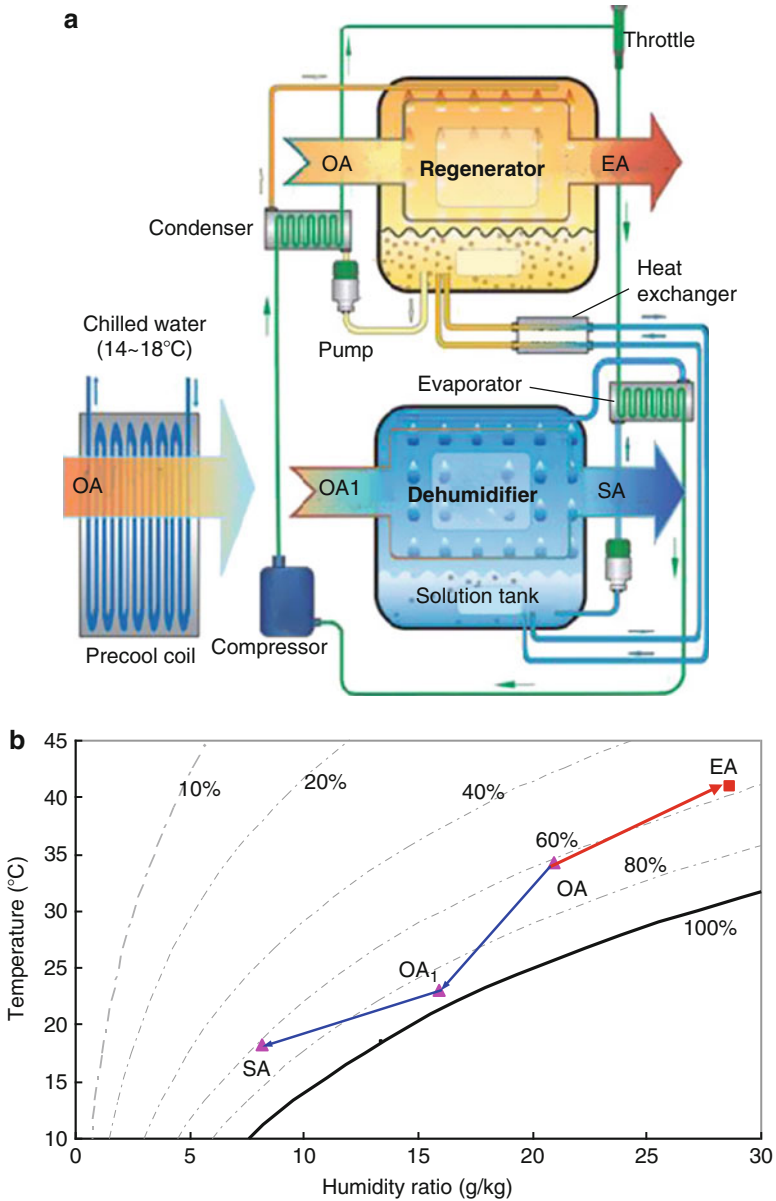 a
Throttle
OA
Regenerator
EA
Condenser
Heat
exchanger
Chilled water
(14~18°C)
Pump
Evaporator
OA
OA1
Dehumidifier
SA
Solution tank
Precool coil
Compressor
b
45
40
35
30
25
20
15
10
Temperature (°C)
10%
20%
40%
60%
80%
100%
EA
OA
OA1
SA
0
5
10
15
20
25
30
Humidity ratio (g/kg)